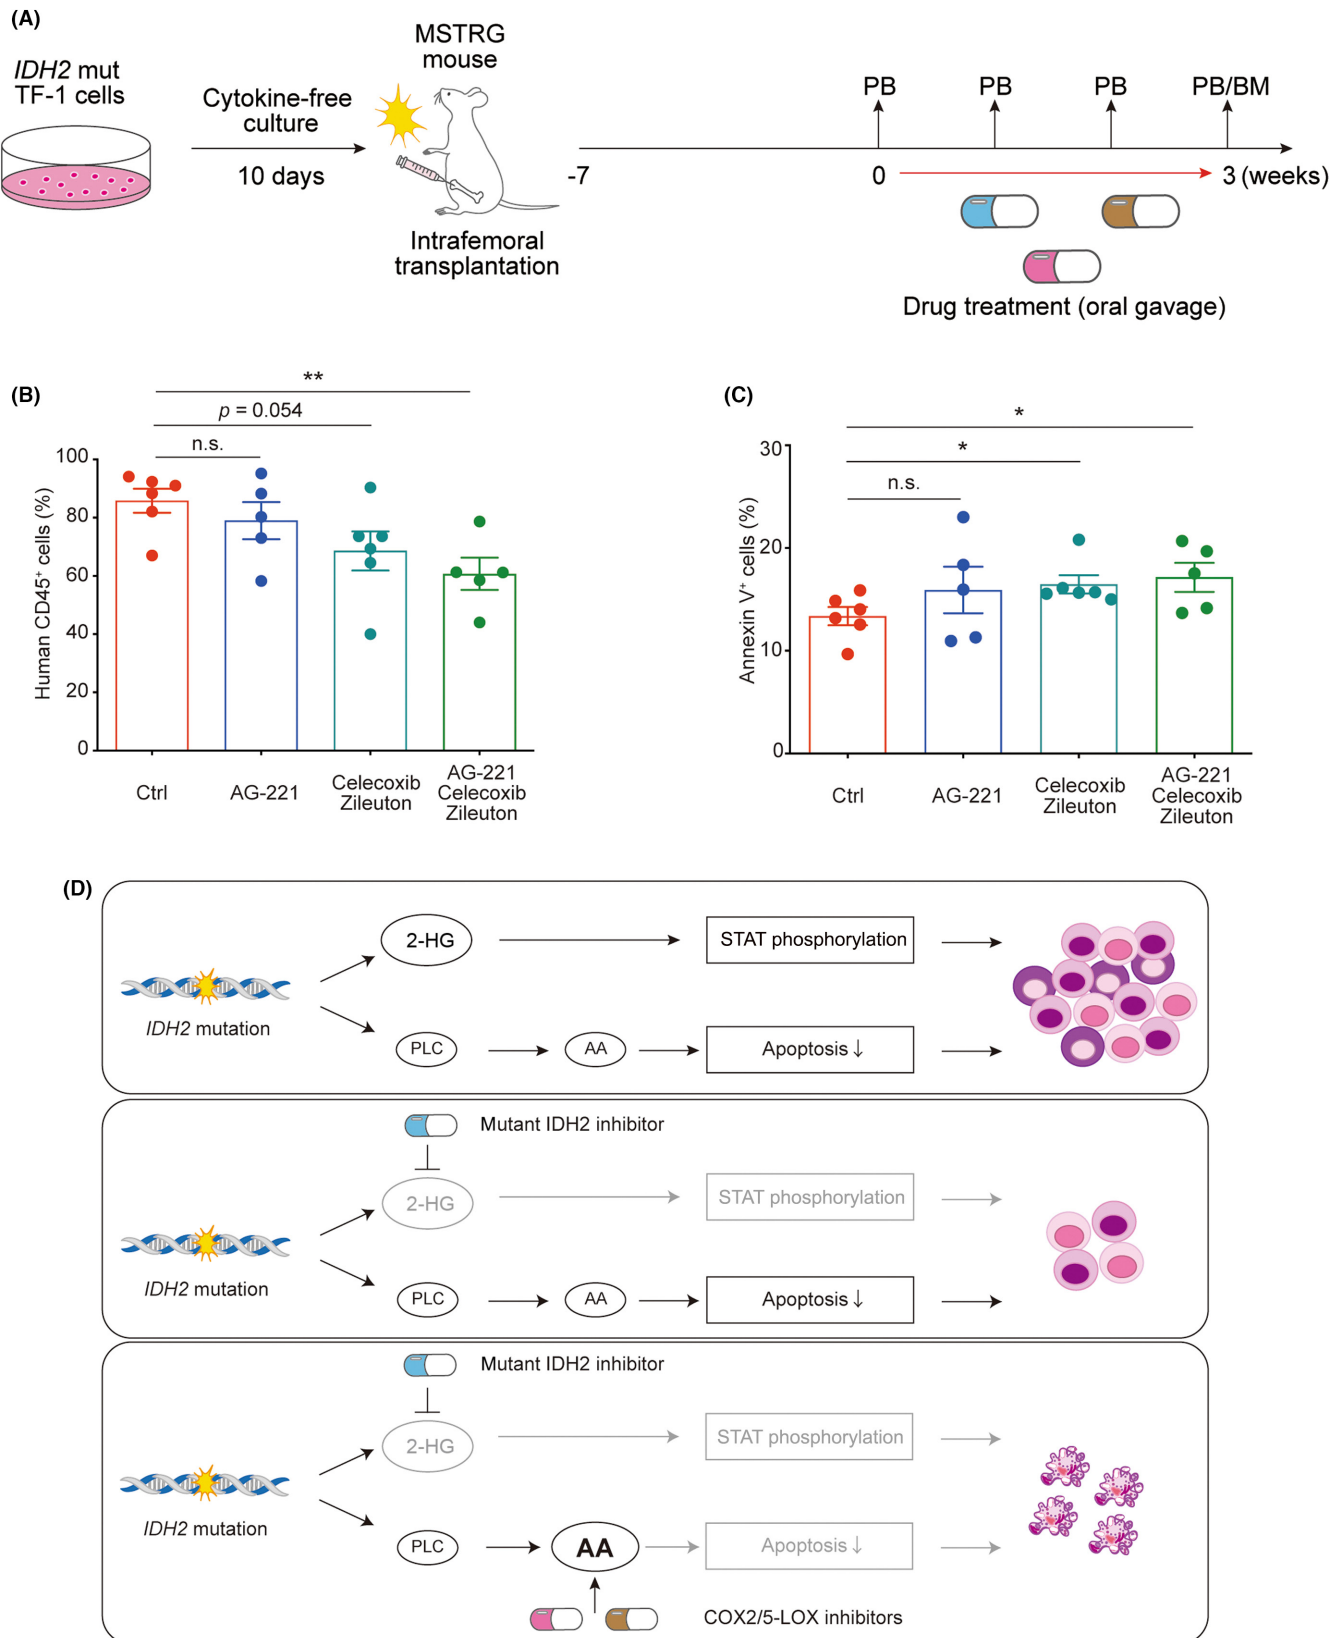 (A)
IDH2 mut
TF-1 cells
Cytokine-free
culture
10 days
MSTRG
mouse
Intrafemoral
transplantation
-7
PB
PB
PB
PB/BM
0
3 (weeks)
Drug treatment (oral gavage)
(B)
**
p = 0.054
n.s.
Human CD45+ cells (%)
100
80
60
40
20
0
Ctrl
AG-221
Celecoxib
Zileuton
AG-221
Celecoxib
Zileuton
(C)
*
*
n.s.
Annexin V+ cells (%)
30
20
10
0
Ctrl
AG-221
Celecoxib
Zileuton
AG-221
Celecoxib
Zileuton
(D)
IDH2 mutation
2-HG
STAT phosphorylation
PLC
AA
Apoptosis ↓
Mutant IDH2 inhibitor
2-HG
STAT phosphorylation
IDH2 mutation
PLC
AA
Apoptosis ↓
Mutant IDH2 inhibitor
2-HG
STAT phosphorylation
IDH2 mutation
PLC
AA
Apoptosis ↓
COX2/5-LOX inhibitors